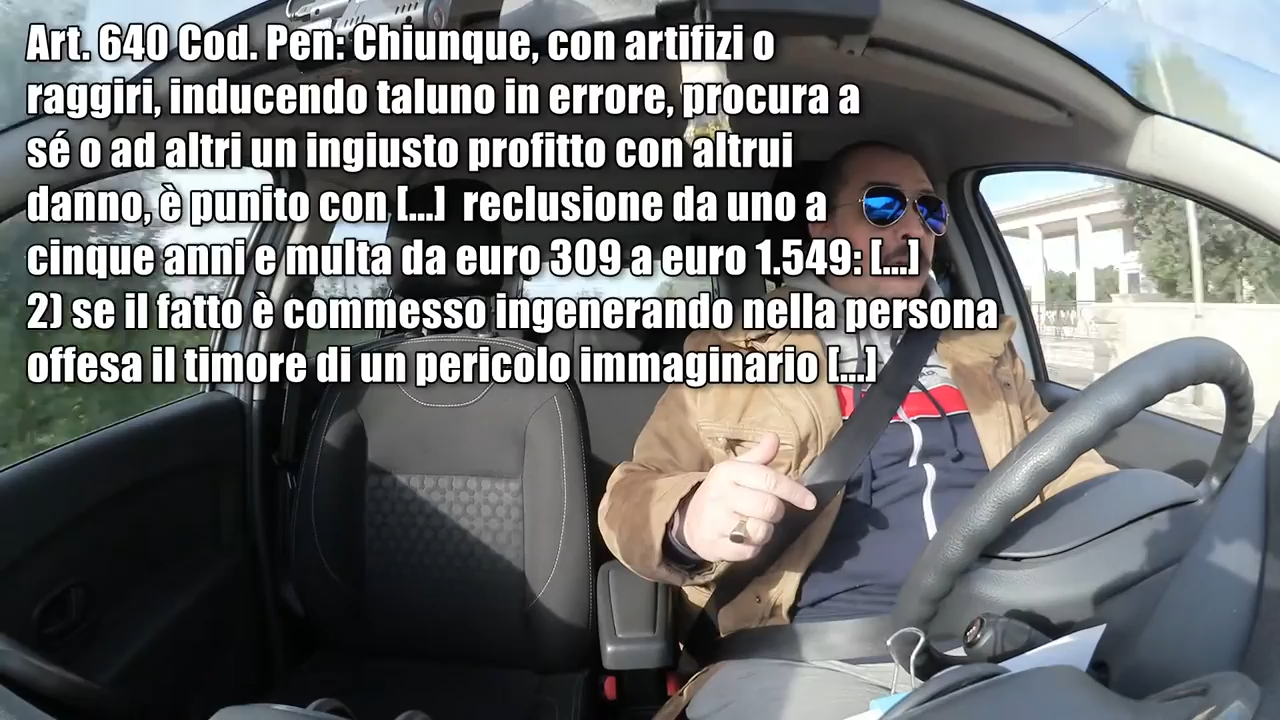 Art. 640 Cod. Pen: Chiunque, con artifizi o
raggiri, inducendo taluno in errore, procura a
sé o ad altri un ingiusto profitto con altrui
danno, è punito con [...] reclusione da uno a
cinque anni e multa da euro 309 a euro 1.549: [...]
2) se il fatto è commesso ingenerando nella persona
offesa il timore di un pericolo immaginario [...]